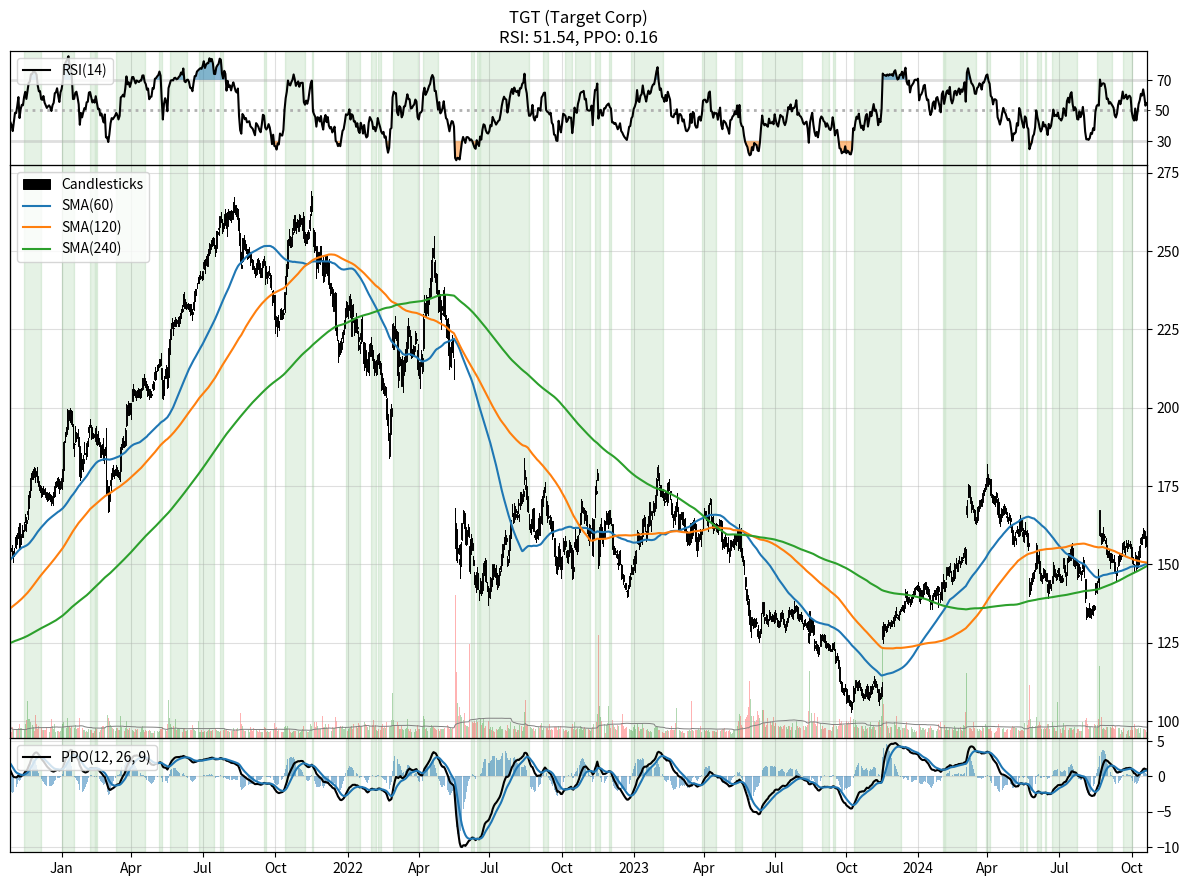 TGT (Target Corp)
RSI: 51.54, PPO: 0.16
RSI(14)
70
50
30
Candlesticks
SMA(60)
SMA(120)
SMA(240)
275
250
225
200
175
150
125
100
PPO(12, 26, 9)
5
0
−5
−10
Jan Apr Jul Oct 2022 Apr Jul Oct 2023 Apr Jul Oct 2024 Apr Jul Oct